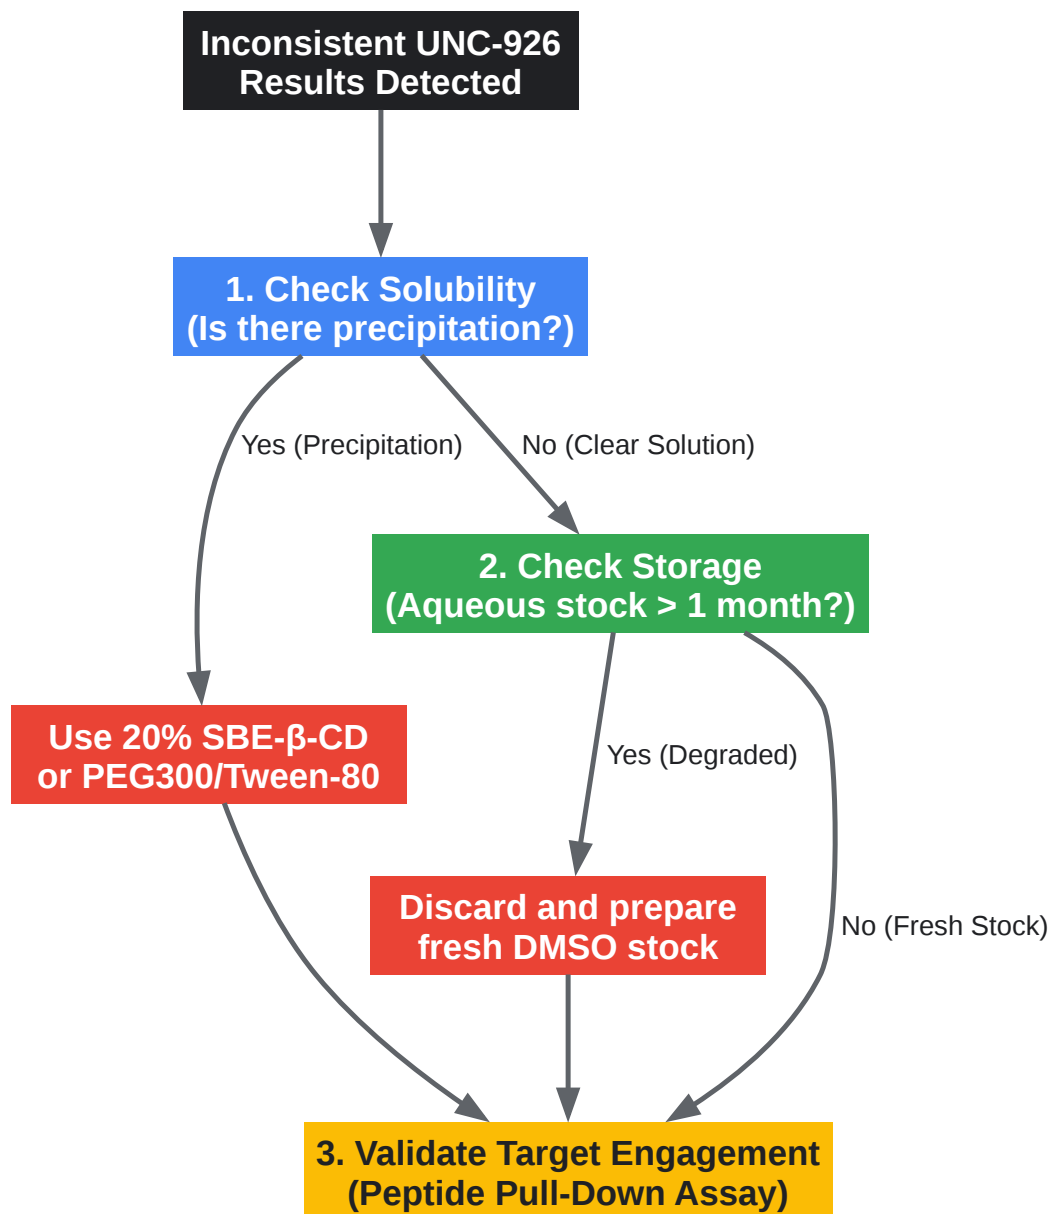 Inconsistent UNC-926
Results Detected
1. Check Solubility
(Is there precipitation?)
Yes (Precipitation)
No (Clear Solution)
2. Check Storage
(Aqueous stock > 1 month?)
Use 20% SBE-β-CD
or PEG300/Tween-80
Yes (Degraded)
Discard and prepare
fresh DMSO stock
No (Fresh Stock)
3. Validate Target Engagement
(Peptide Pull-Down Assay)